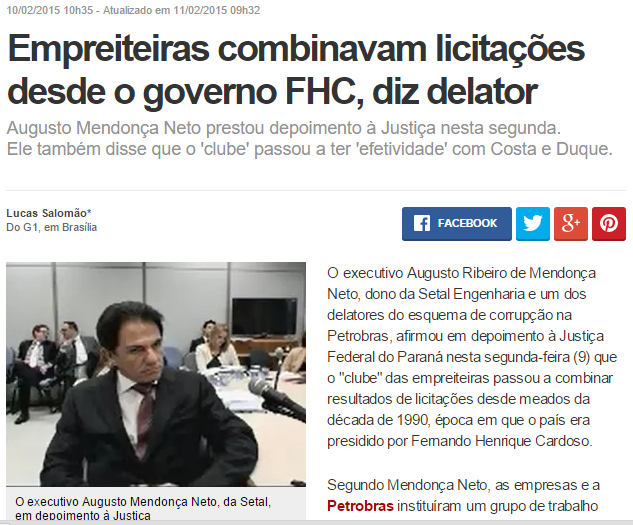 10/02/2015 10h35 - Atualizado em 11/02/2015 09h32
Empreiteiras combinavam licitações
desde o governo FHC, diz delator
Augusto Mendonça Neto prestou depoimento à Justiça nesta segunda.
Ele também disse que o 'clube' passou a ter 'efetividade' com Costa e Duque.
Lucas Salomão*
Do G1, em Brasília
FACEBOOK
O executivo Augusto Mendonça Neto, da Setal,
em depoimento à Justiça
O executivo Augusto Ribeiro de Mendonça
Neto, dono da Setal Engenharia e um dos
delatores do esquema de corrupção na
Petrobras, afirmou em depoimento à Justiça
Federal do Paraná nesta segunda-feira (9) que
o "clube" das empreiteiras passou a combinar
resultados de licitações desde meados da
década de 1990, época em que o país era
presidido por Fernando Henrique Cardoso.
Segundo Mendonça Neto, as empresas e a
Petrobras instituíram um grupo de trabalho